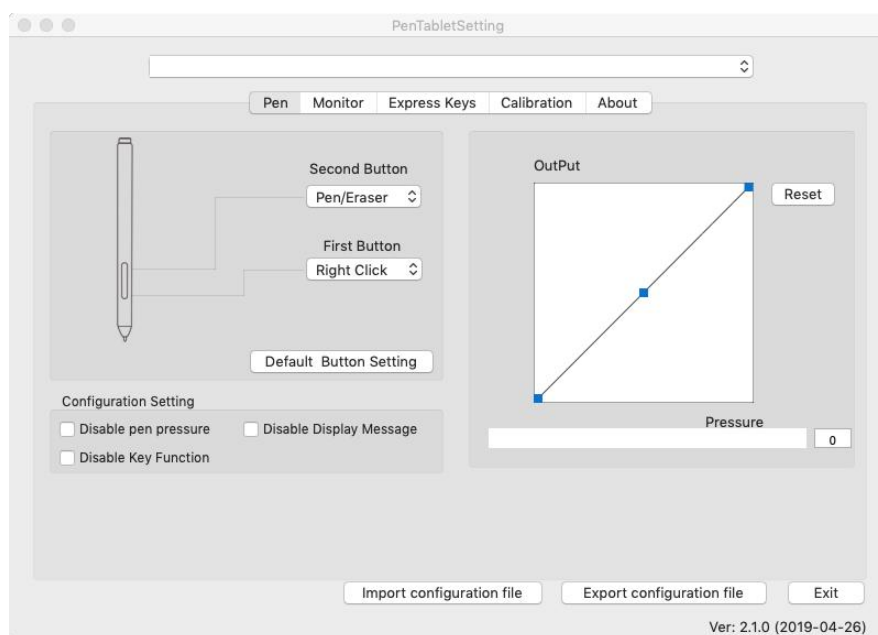 PenTabletSetting
Pen Monitor Express Keys Calibration About
Second Button
Pen/Eraser
First Button
Right Click
Default Button Setting
OutPut
Reset
Pressure
0
Configuration Setting
Disable pen pressure Disable Display Message
Disable Key Function
Import configuration file Export configuration file Exit
Ver: 2.1.0 (2019-04-26)